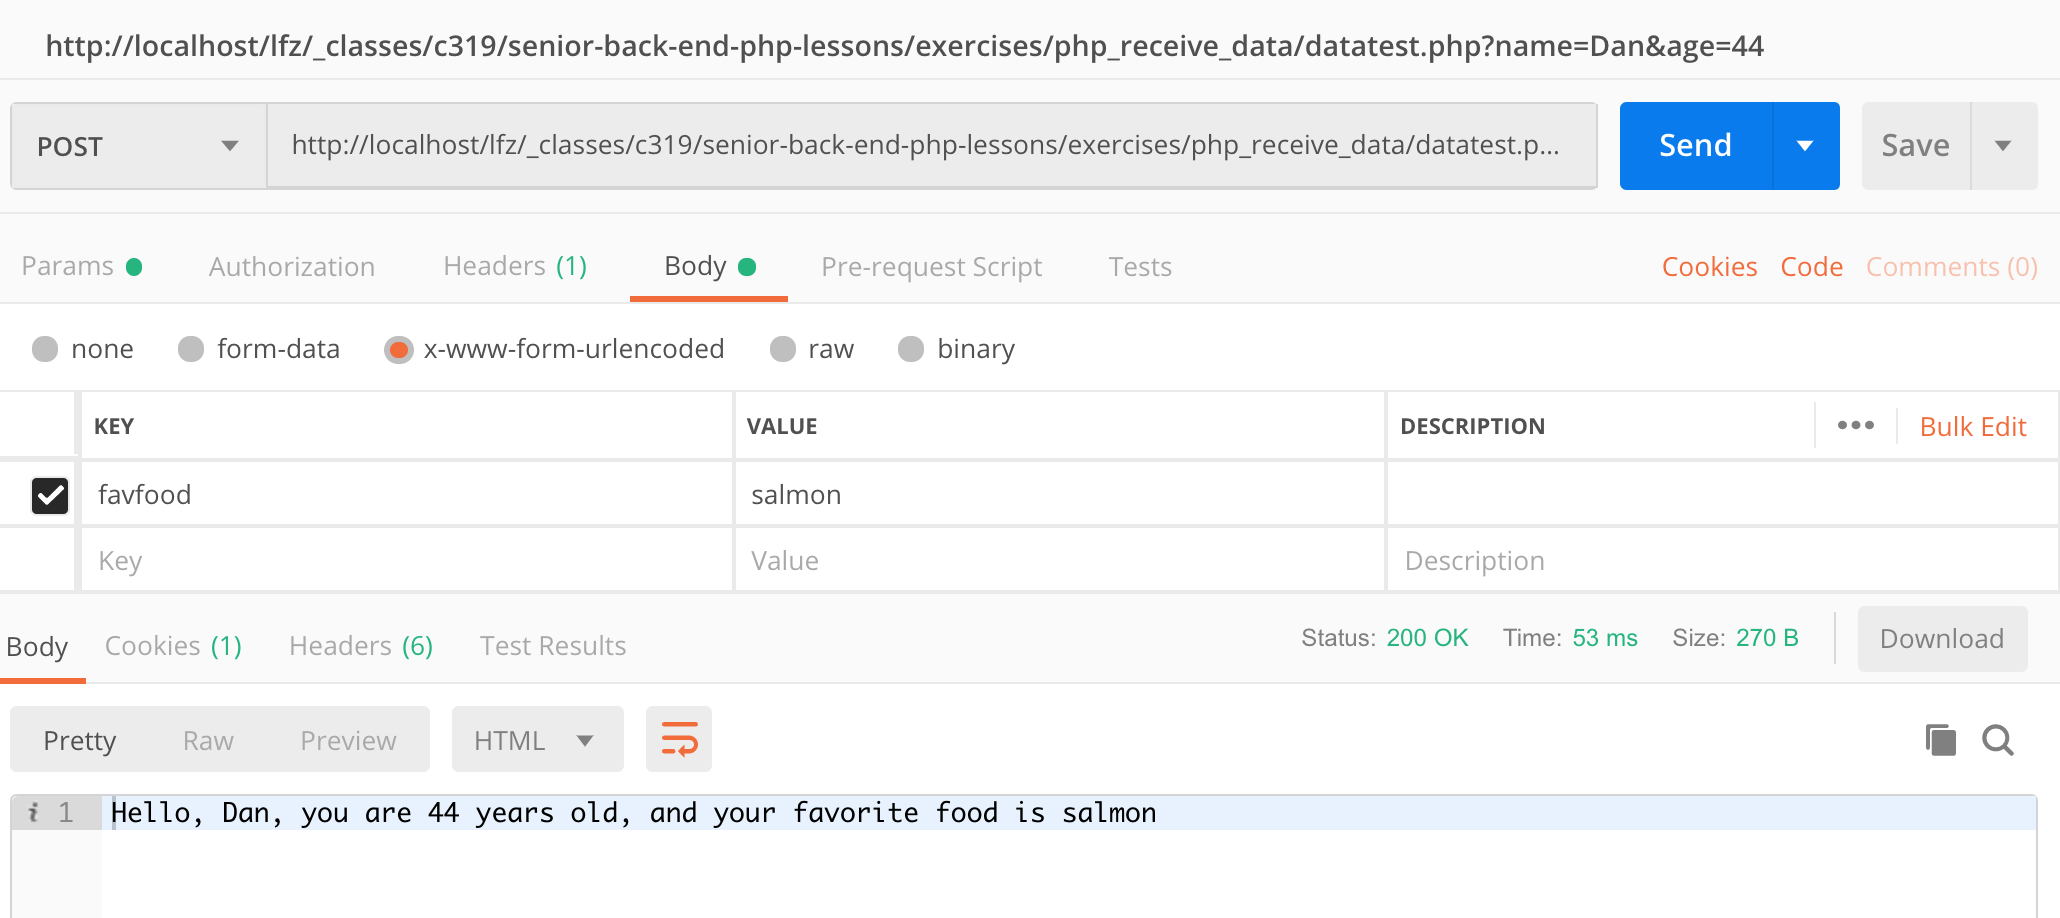 http://localhost/lfz/_classes/c319/senior-back-end-php-lessons/exercises/php_receive_data/datatest.php?name=Dan&age=44
POST http://localhost/lfz/_classes/c319/senior-back-end-php-lessons/exercises/php_receive_data/datatest.p... Send Save
Params Authorization Headers (1) Body Pre-request Script Tests Cookies Code Comments (0)
none form-data x-www-form-urlencoded raw binary
KEY VALUE DESCRIPTION ••• Bulk Edit
favfood salmon
Key Value Description
Body Cookies (1) Headers (6) Test Results Status: 200 OK Time: 53 ms Size: 270 B Download
Pretty Raw Preview HTML
i 1 Hello, Dan, you are 44 years old, and your favorite food is salmon